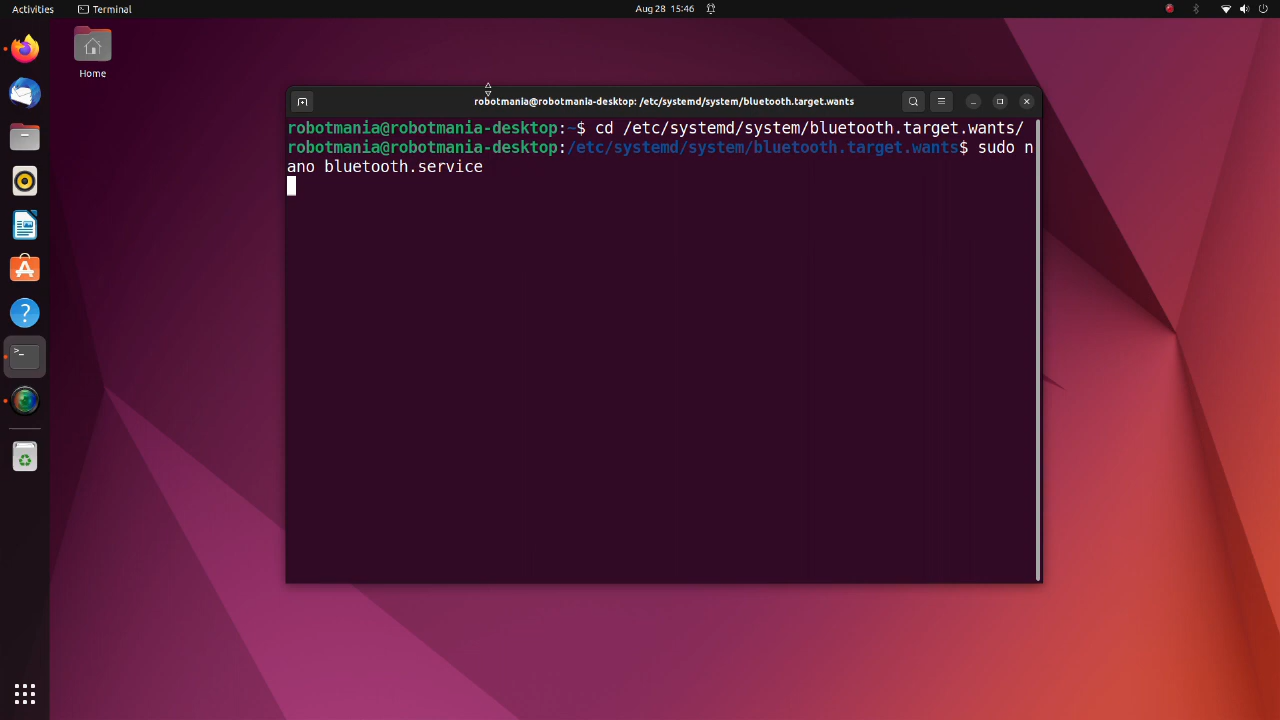 Activities
Terminal
Aug 28 15:46
Home
robotmania@robotmania-desktop: /etc/systemd/system/bluetooth.target.wants
robotmania@robotmania-desktop:~$ cd /etc/systemd/system/bluetooth.target.wants/
robotmania@robotmania-desktop:/etc/systemd/system/bluetooth.target.wants$ sudo n
ano bluetooth.service